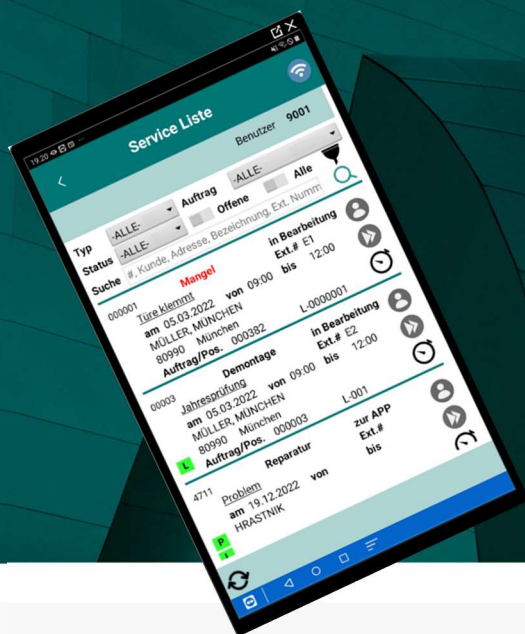 19:20
Service Liste
Benutzer 9001
Typ -ALLE- Auftrag -ALLE-
Status -ALLE- Offene Alle
Suche #, Kunde, Adresse, Bezeichnung, Ext. Numm
000001 Mangel in Bearbeitung
Türe klemmt Ext.# E1
am 05.03.2022 von 09:00 bis 12:00
MÜLLER, MÜNCHEN
80990 München
Auftrag/Pos. 000382 L-0000001
00003 Demontage in Bearbeitung
Jahresprüfung Ext.# E2
am 05.03.2022 von 09:00 bis 12:00
MÜLLER, MÜNCHEN
80990 München
L Auftrag/Pos. 000003 L-001
4711 Reparatur zur APP
Problem Ext.#
am 19.12.2022 von bis
P HRASTNIK